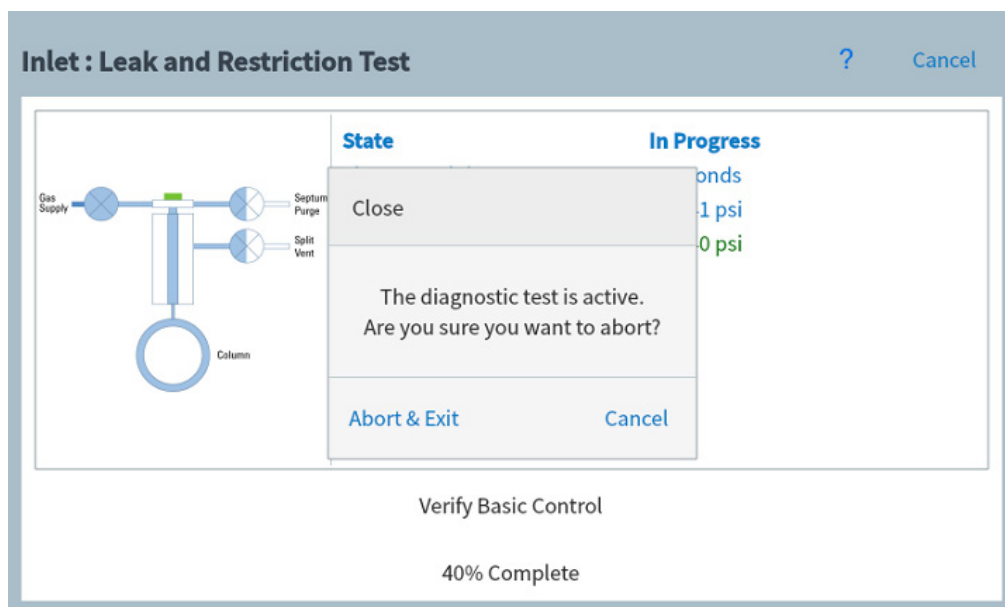 Inlet : Leak and Restriction Test
?
Cancel
State
In Progress
onds
1 psi
0 psi
Gas
Supply
Septum
Purge
Split
Vent
Column
Close
The diagnostic test is active.
Are you sure you want to abort?
Abort & Exit
Cancel
Verify Basic Control
40% Complete